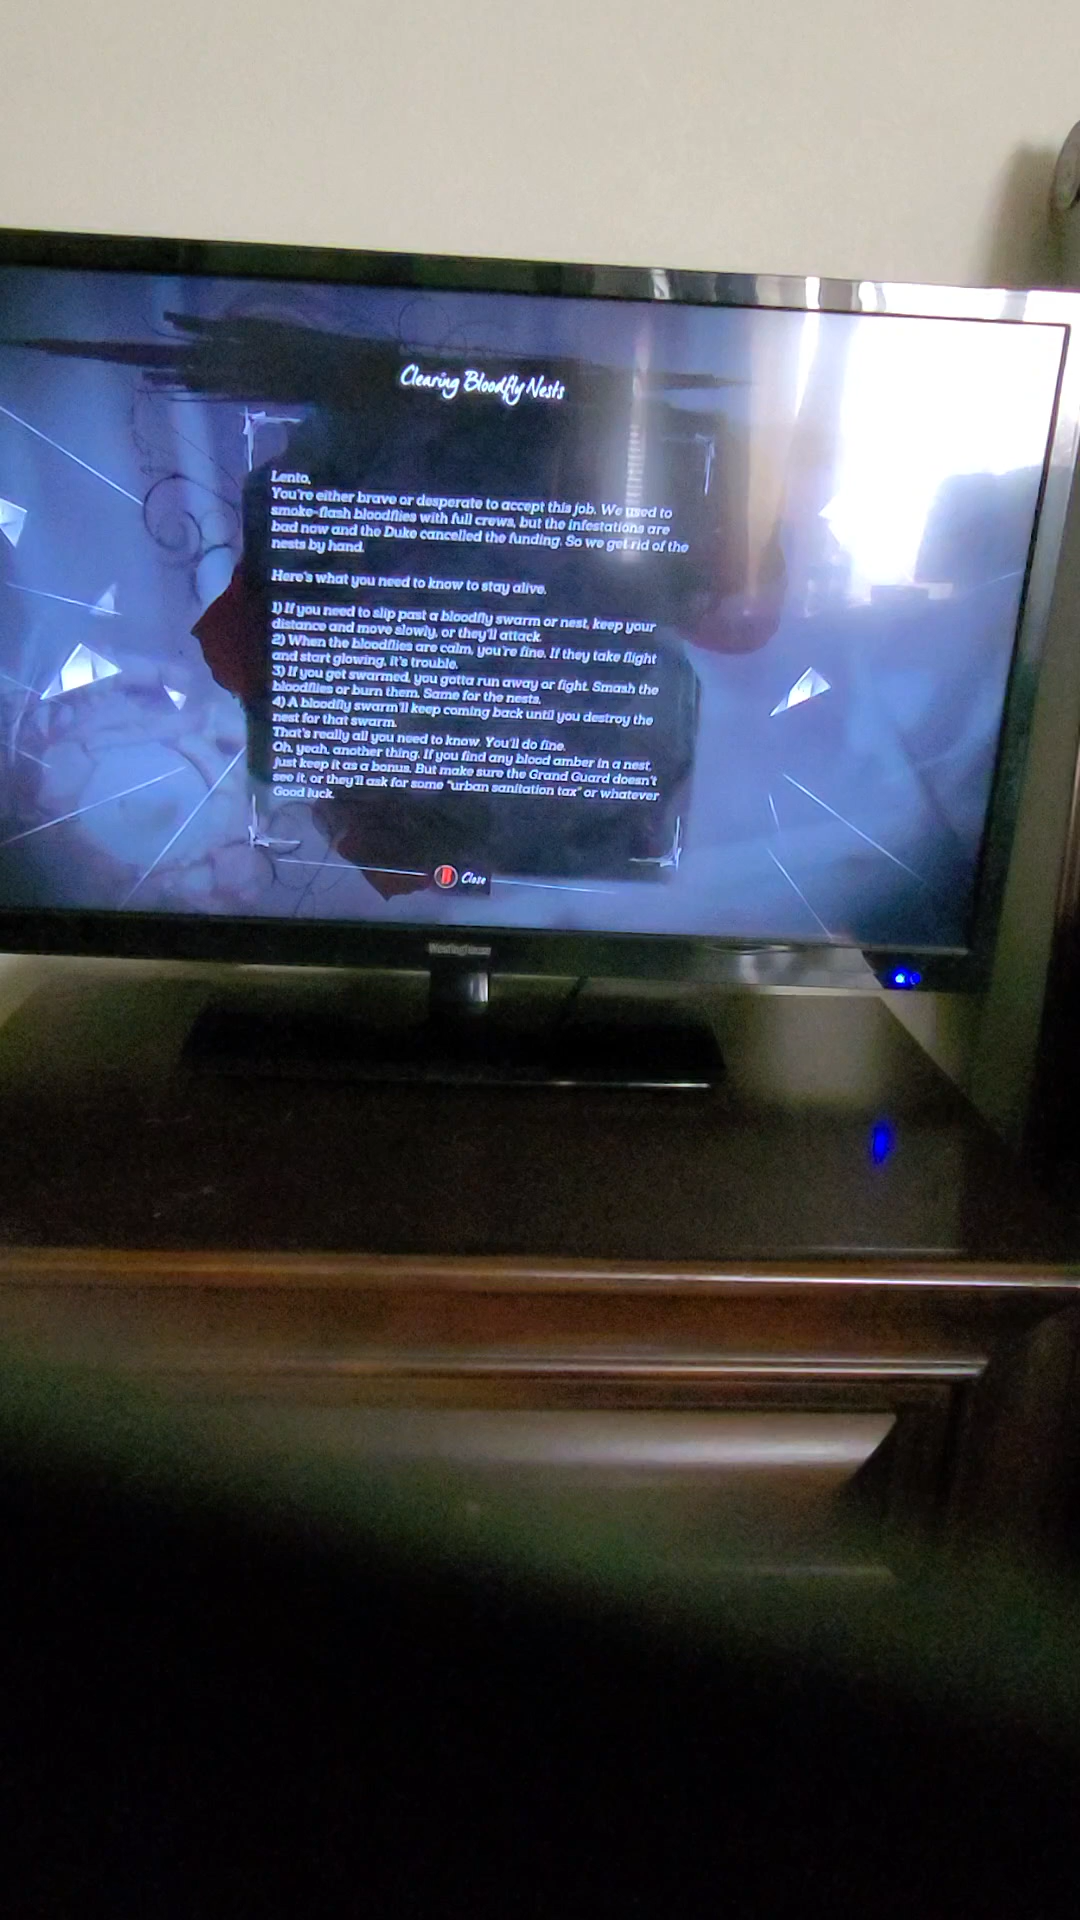 Clearing Bloodfly Nests
Lento,
You're either brave or desperate to accept this job. We used to
smoke-flash bloodflies with full crews, but the infestations are
bad now and the Duke cancelled the funding. So we get rid of the
nests by hand.
Here's what you need to know to stay alive.
1) If you need to slip past a bloodfly swarm or nest, keep your
distance and move slowly, or they'll attack.
2) When the bloodflies are calm, you're fine. If they take flight
and start glowing, it's trouble.
3) If you get swarmed, you gotta run away or fight. Smash the
bloodflies or burn them. Same for the nests.
4) A bloodfly swarm'll keep coming back until you destroy the
nest for that swarm.
That's really all you need to know. You'll do fine.
Oh, yeah, another thing. If you find any blood amber in a nest,
just keep it as a bonus. But make sure the Grand Guard doesn't
see it, or they'll ask for some "urban sanitation tax" or whatever.
Good luck.
B Close
Westinghouse